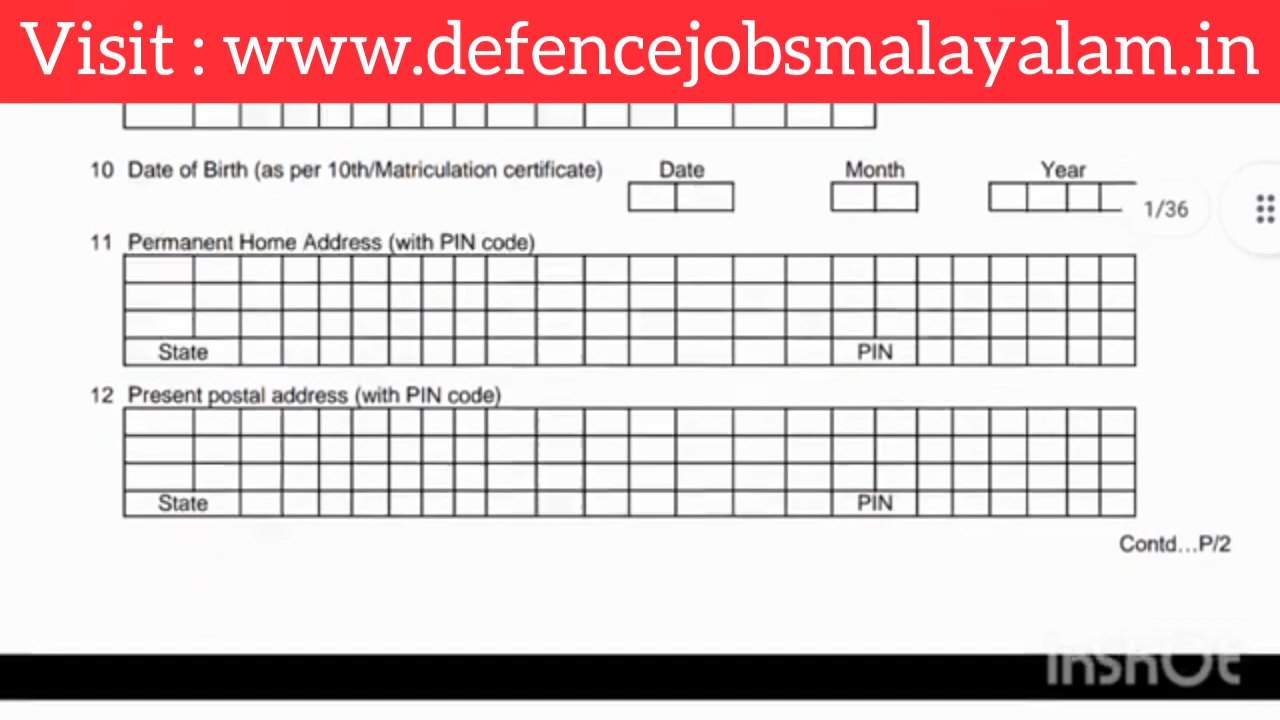 Visit : www.defencejobsmalayalam.in
10 Date of Birth (as per 10th/Matriculation certificate) Date Month Year
1/36
11 Permanent Home Address (with PIN code)
State PIN
12 Present postal address (with PIN code)
State PIN
Contd...P/2
InShOt